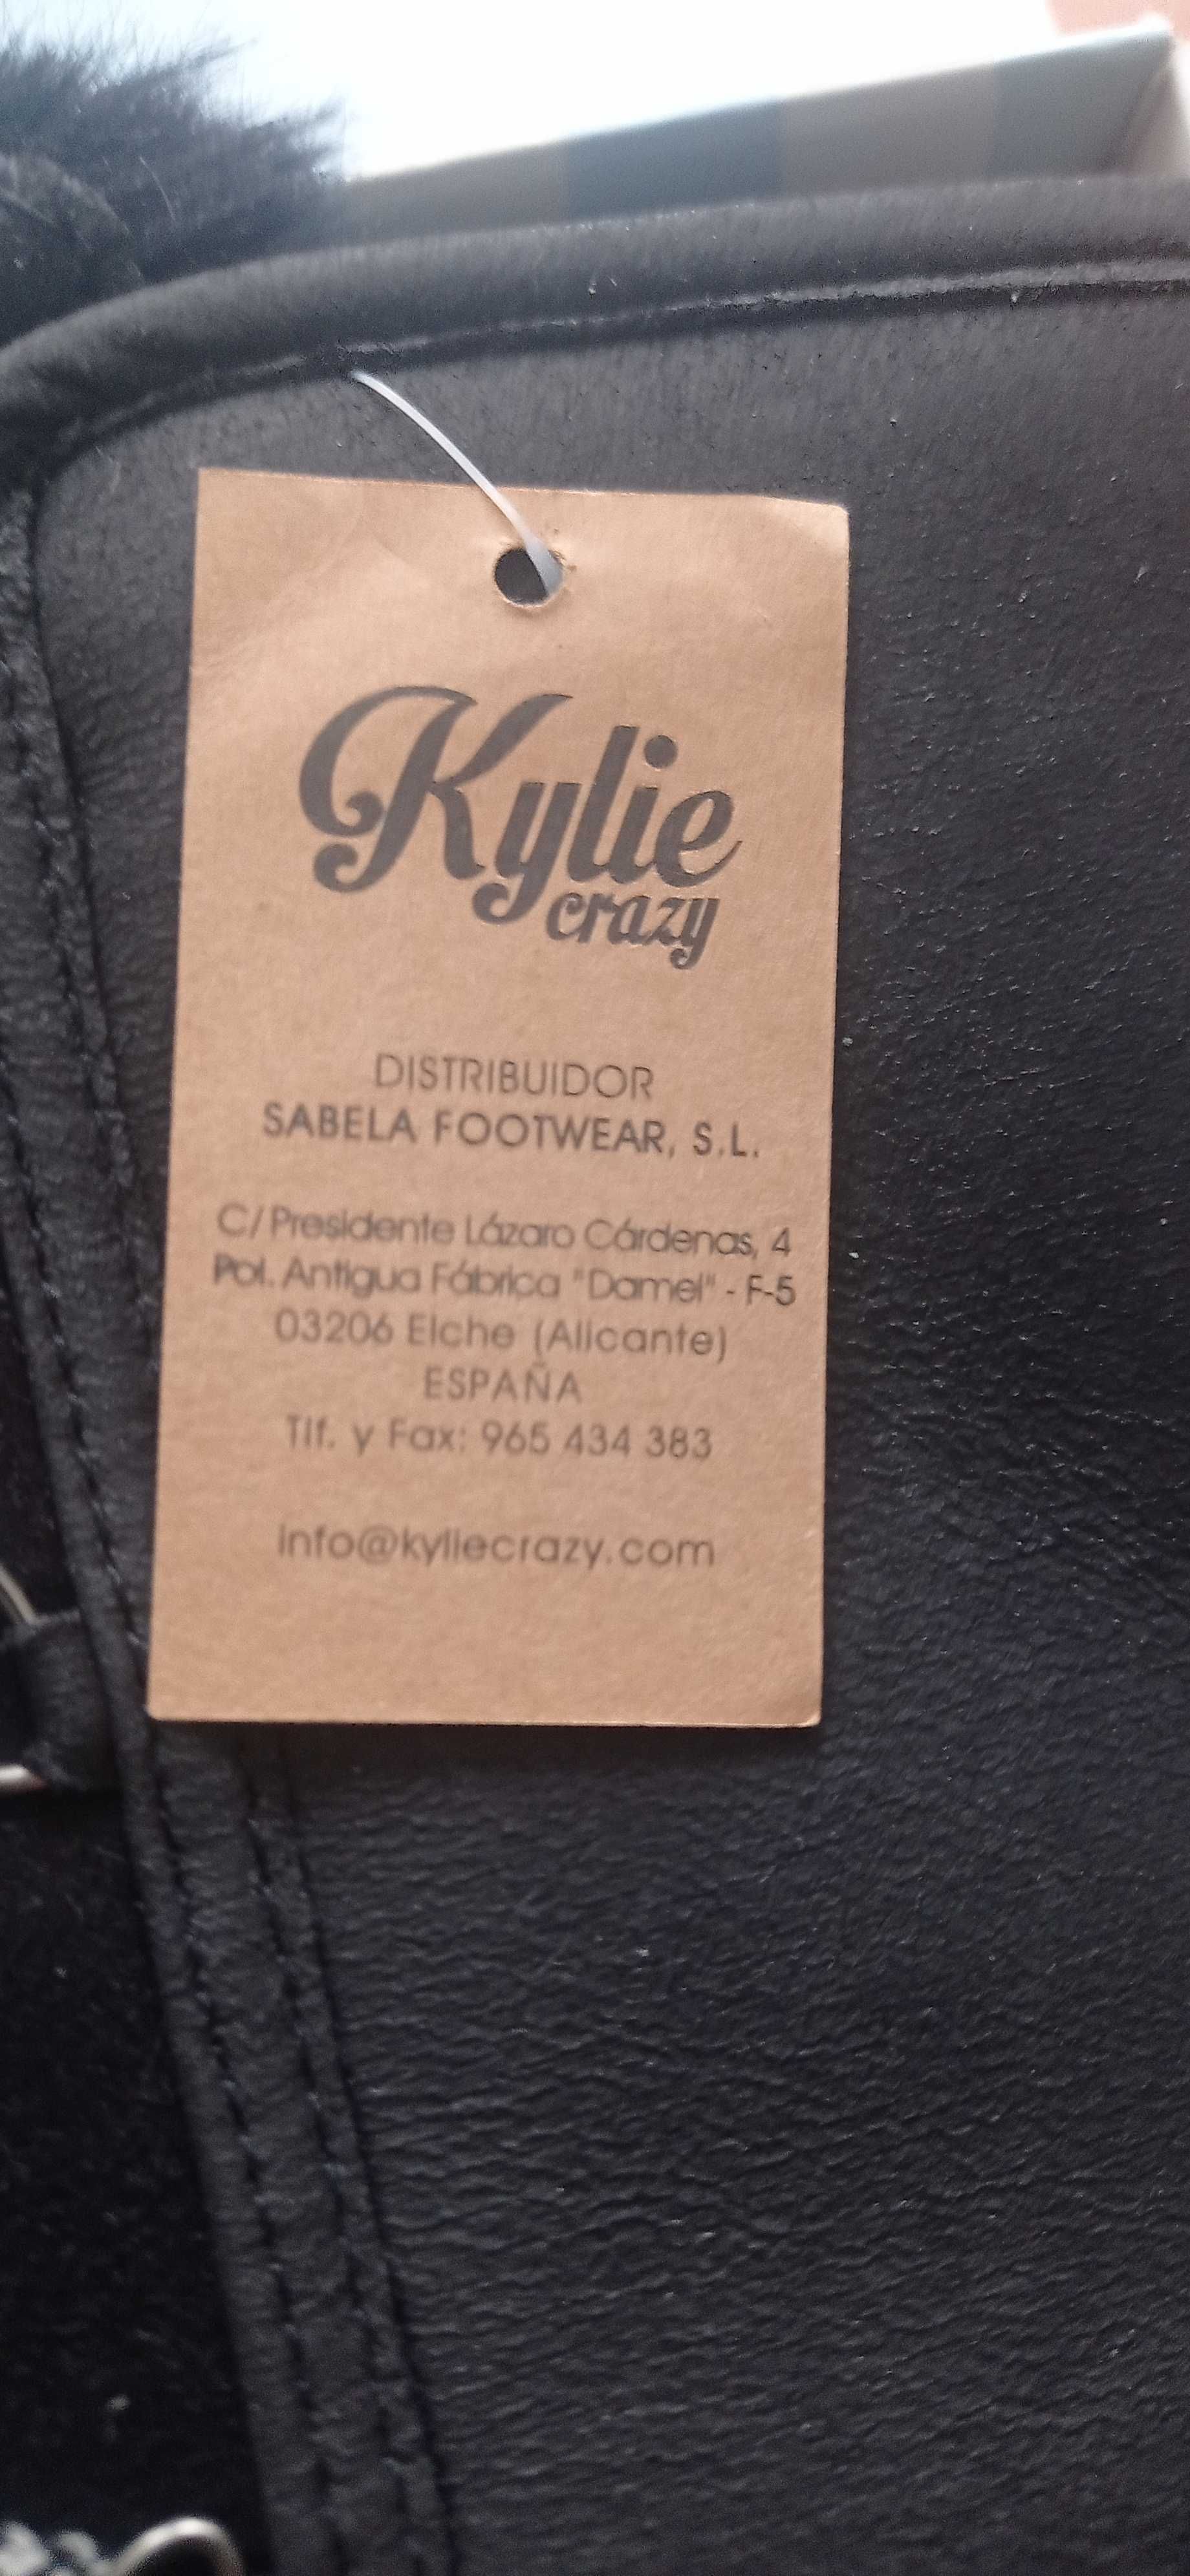 Kylie
crazy
DISTRIBUIDOR
SABELA FOOTWEAR, S.L.
C/ Presidente Lázaro Cárdenas, 4
Pol. Antigua Fábrica "Damel" - F-5
03206 Elche (Alicante)
ESPAÑA
Tlf. y Fax: 965 434 383
info@kyliecrazy.com